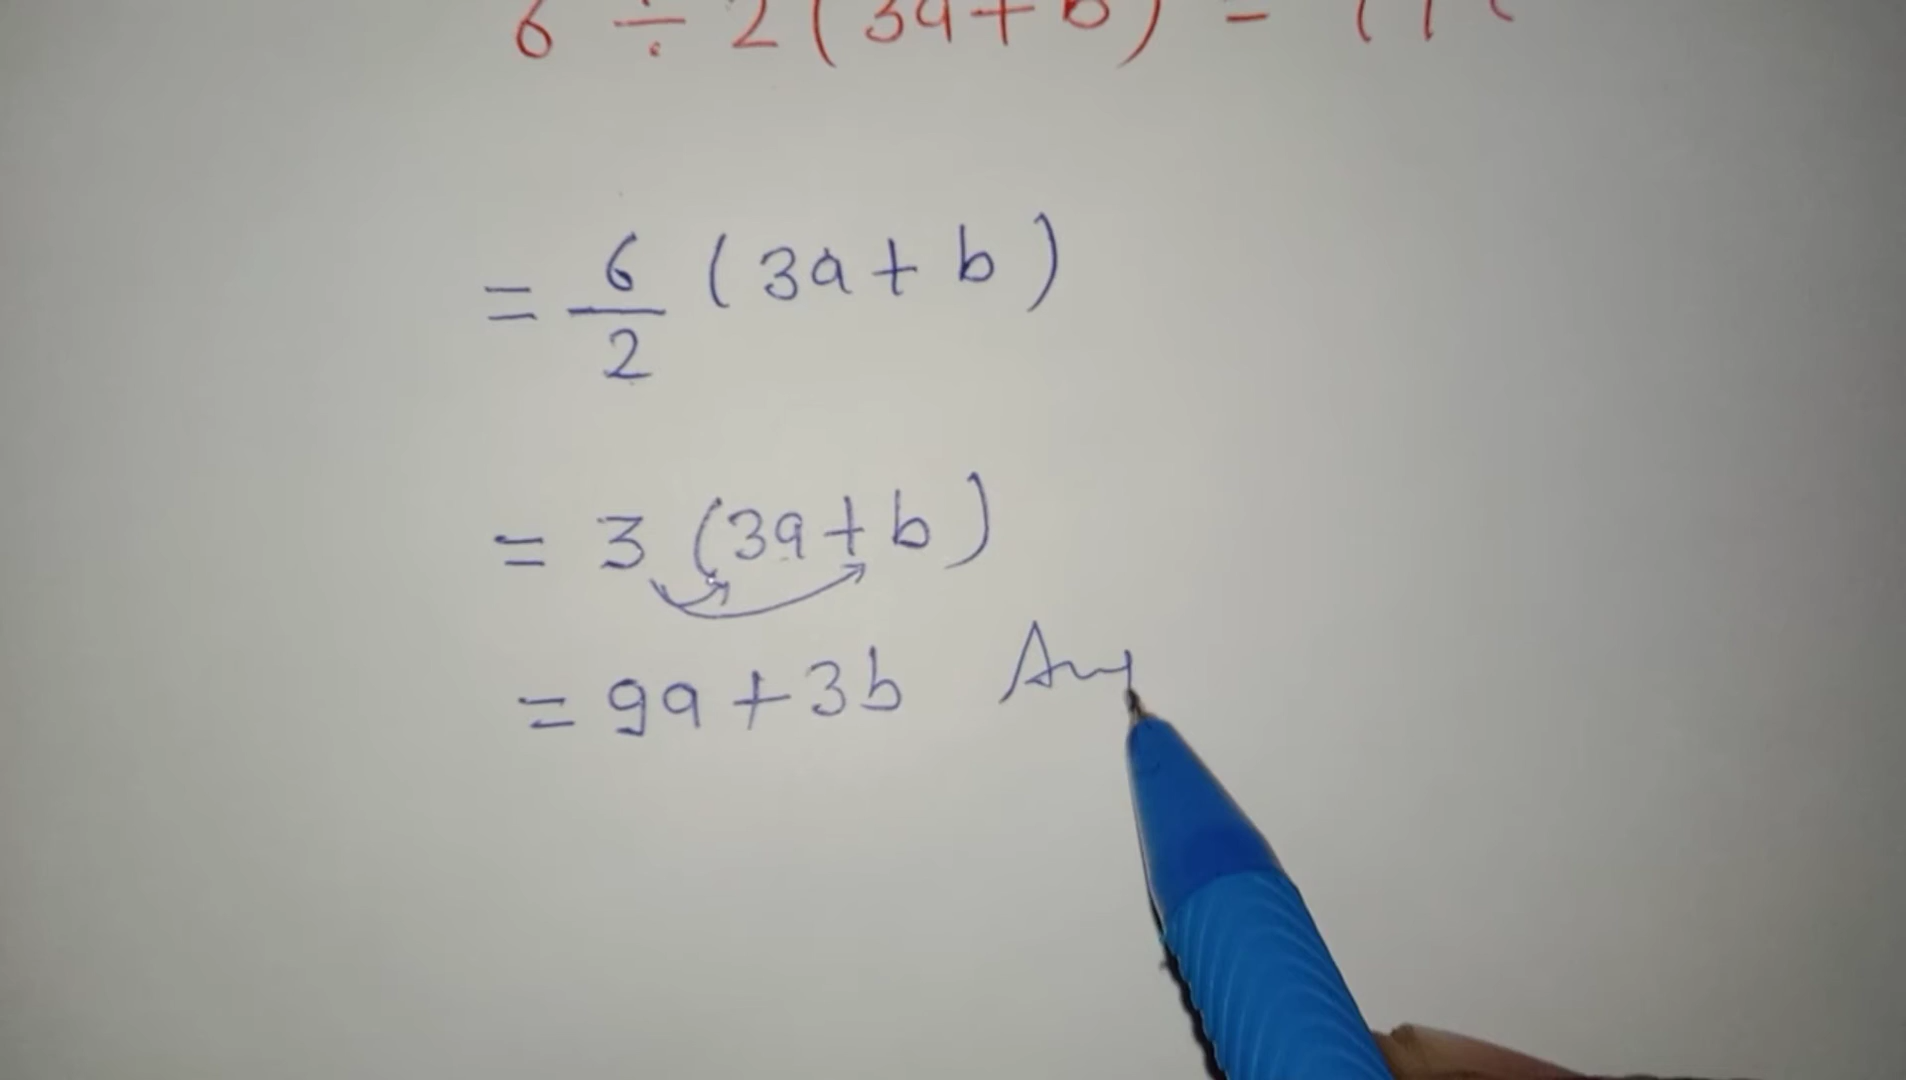 6 ÷ 2(3a+b) =
= 6/2 (3a+b)
= 3 (3a+b)
= 9a+3b Ans